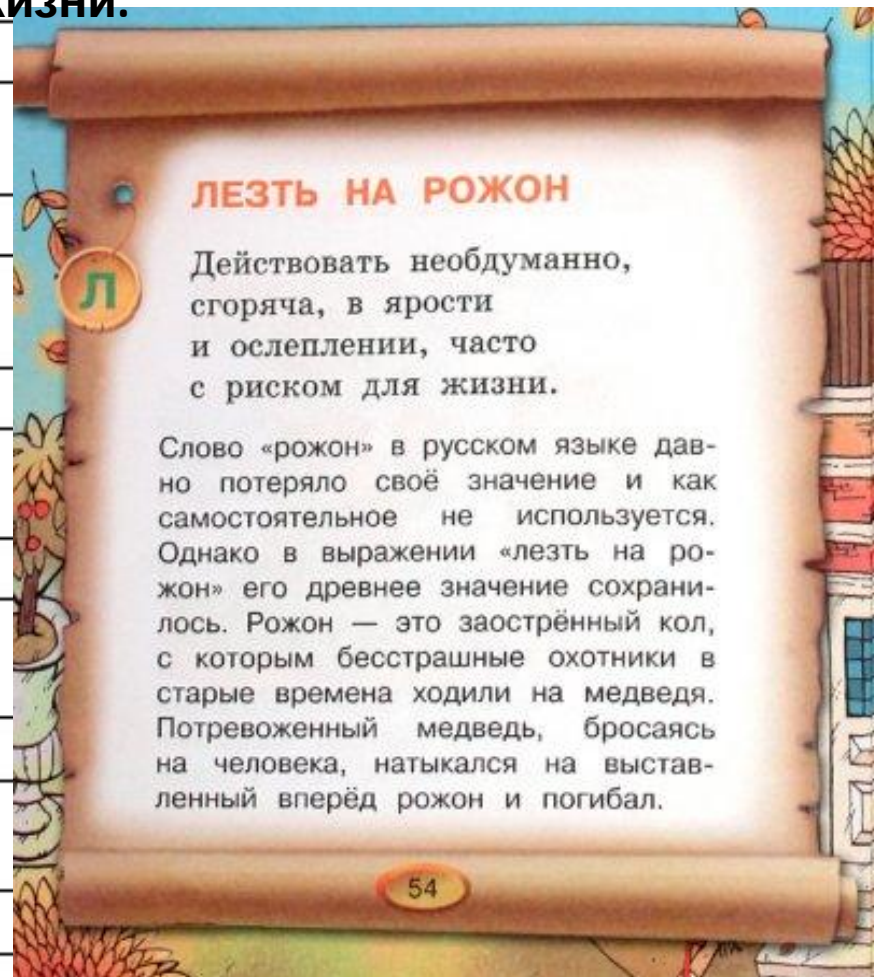 жизни.
ЛЕЗТЬ НА РОЖОН
Л
Действовать необдуманно,
сгоряча, в ярости
и ослеплении, часто
с риском для жизни.
Слово «рожон» в русском языке дав-
но потеряло своё значение и как
самостоятельное не используется.
Однако в выражении «лезть на ро-
жон» его древнее значение сохрани-
лось. Рожон — это заострённый кол,
с которым бесстрашные охотники в
старые времена ходили на медведя.
Потревоженный медведь, бросаясь
на человека, натыкался на выстав-
ленный вперёд рожон и погибал.
54